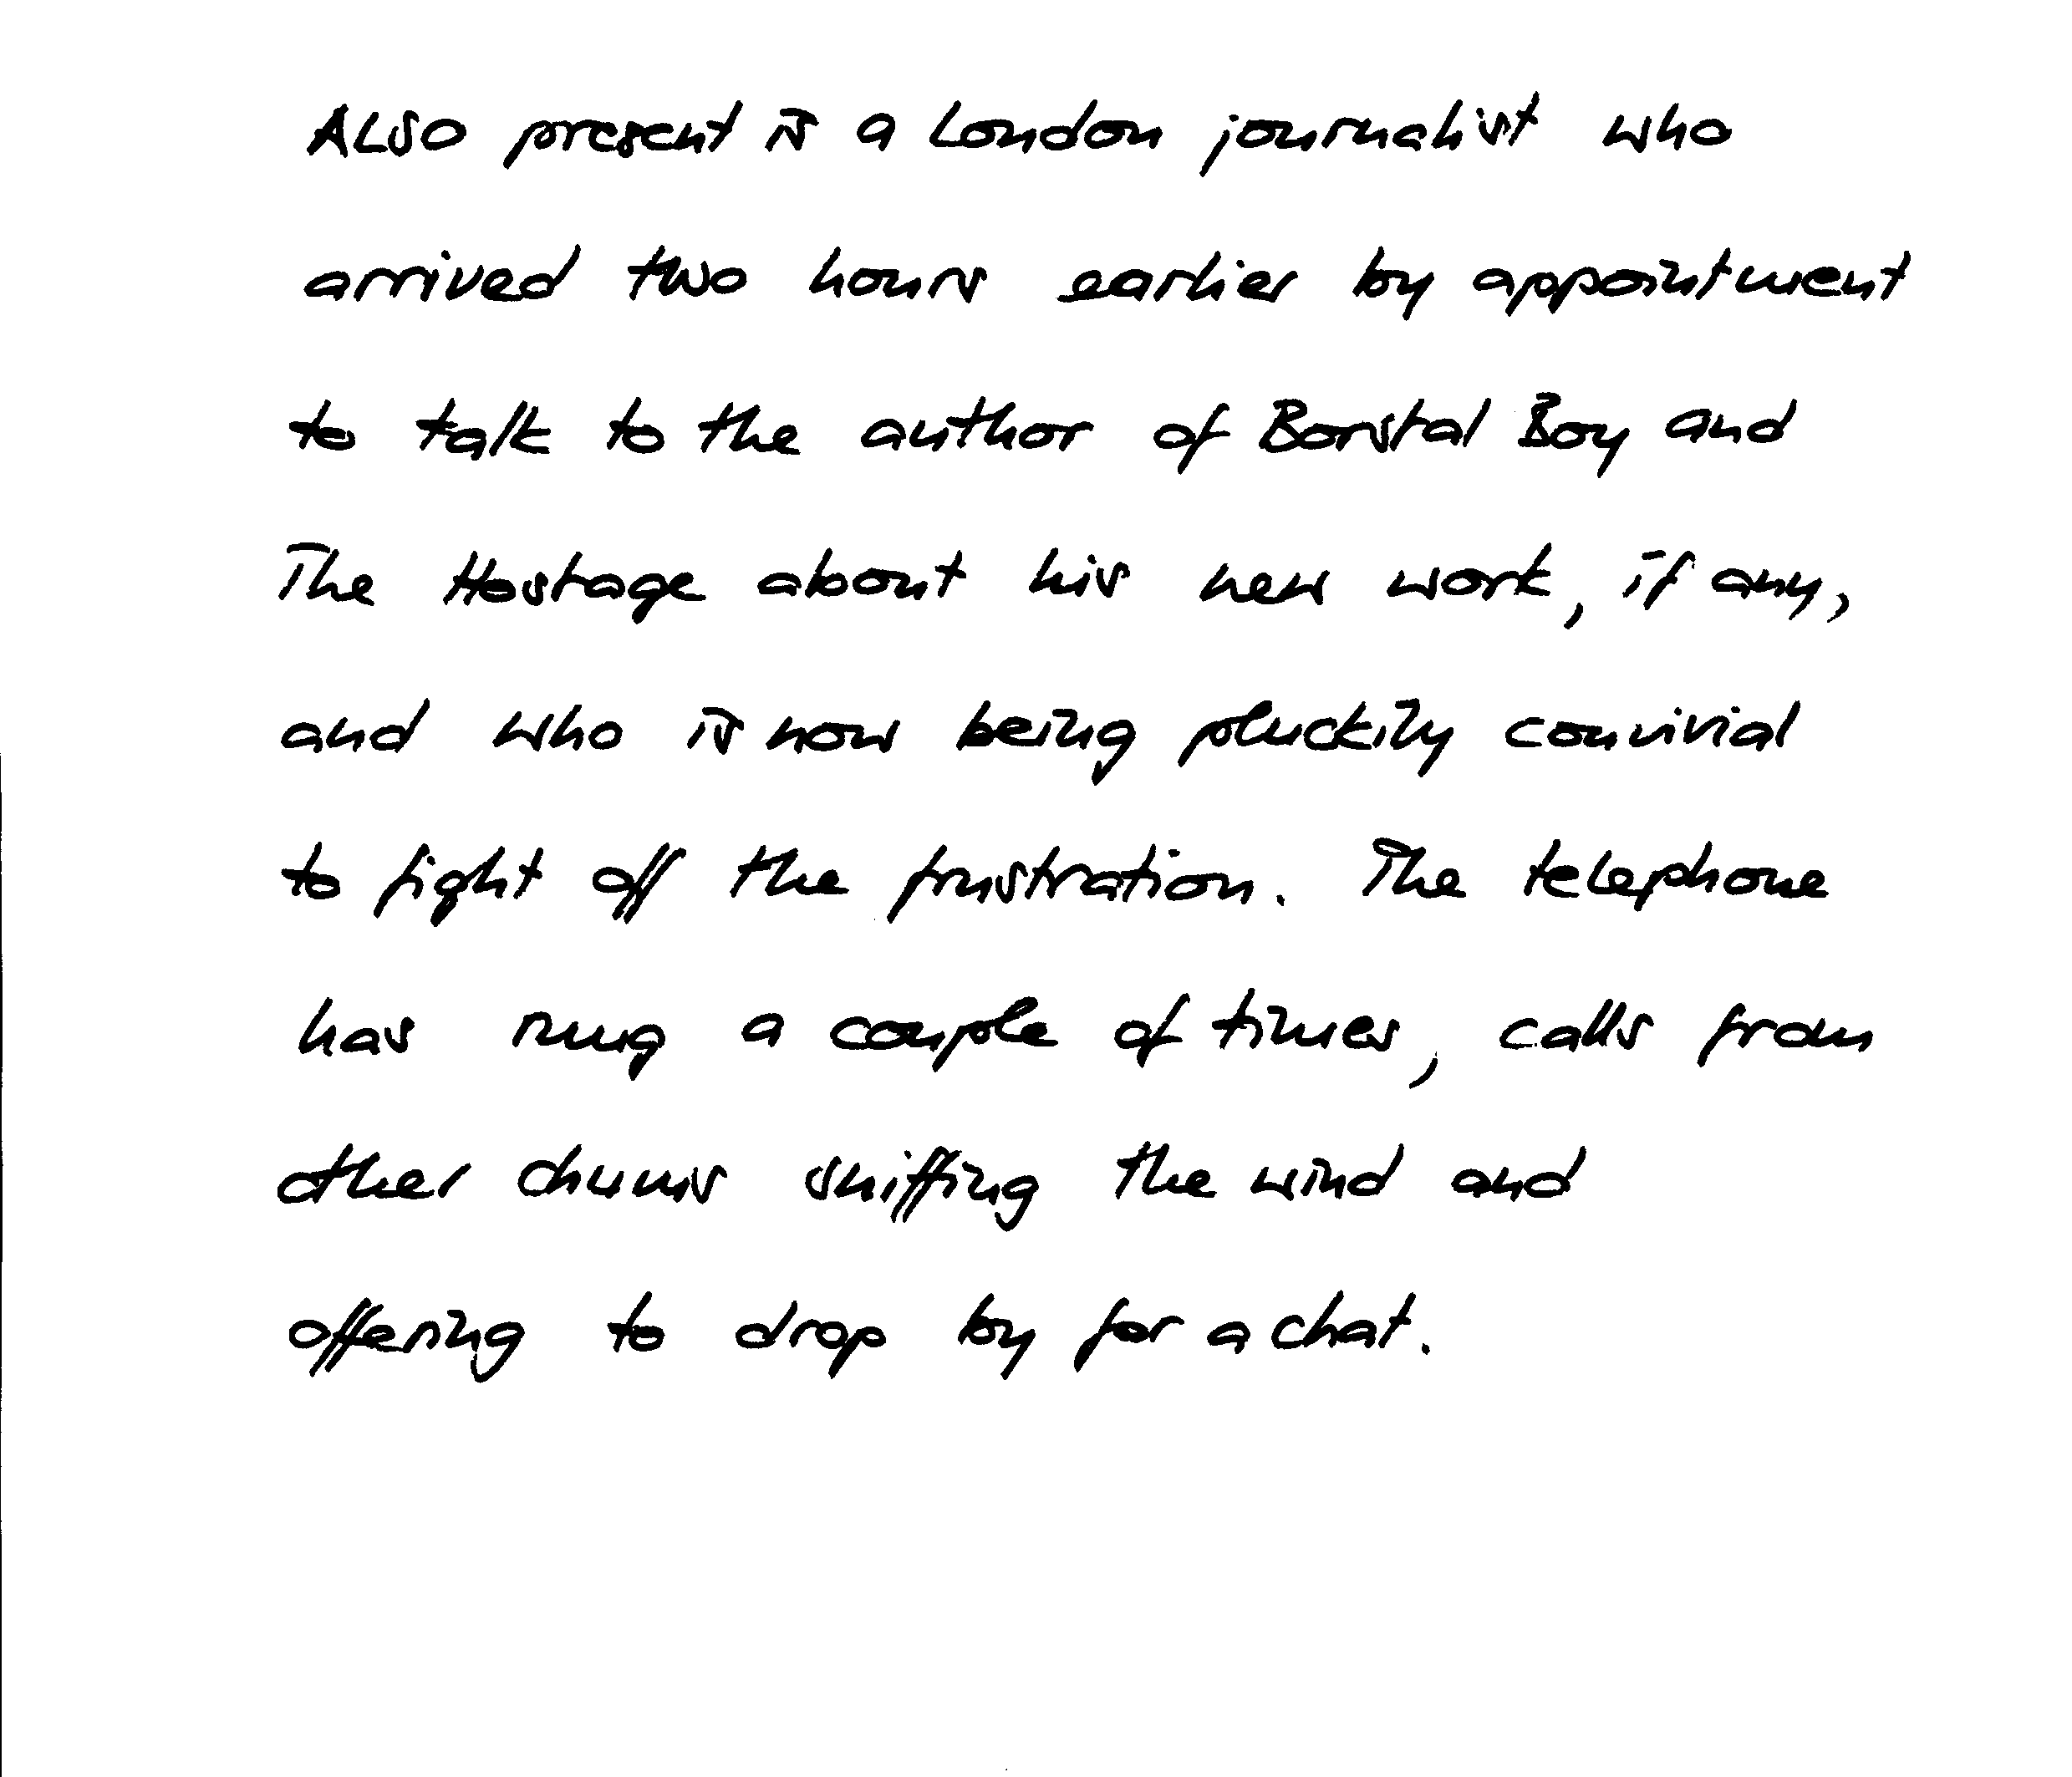 Also present is a London journalist who
arrived two hours earlier by appointment
to talk to the author of Borstal Boy and
The Hostage about his new work, if any,
and who is now being pluckily convivial
to fight off the frustration. The telephone
has rung a couple of times, calls from
other chums sniffing the wind and
offering to drop by for a chat.